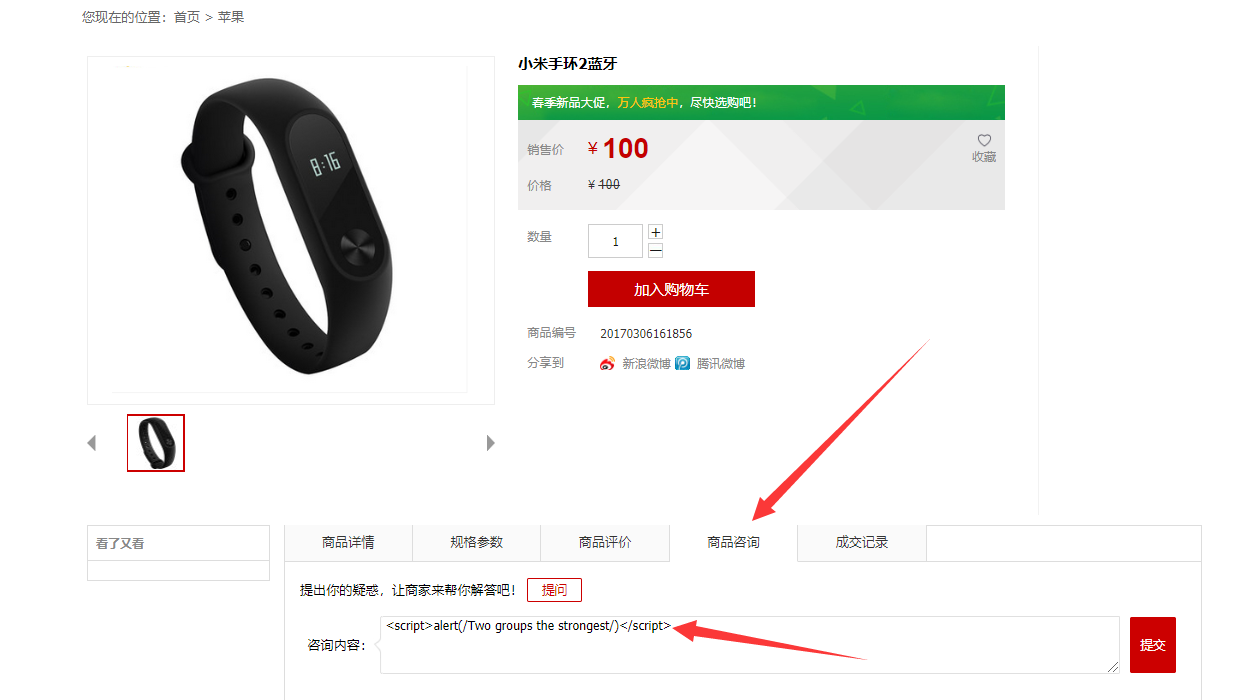 您现在的位置：首页 > 苹果
小米手环2蓝牙
春季新品大促，万人疯抢中，尽快选购吧！
销售价 ¥ 100
收藏
价格 ¥ 100
8:16
数量 1 + —
加入购物车
商品编号 20170306161856
分享到 新浪微博 腾讯微博
看了又看
商品详情 规格参数 商品评价 商品咨询 成交记录
提出你的疑惑，让商家来帮你解答吧！ 提问
咨询内容： <script>alert(/Two groups the strongest/)</script>
提交